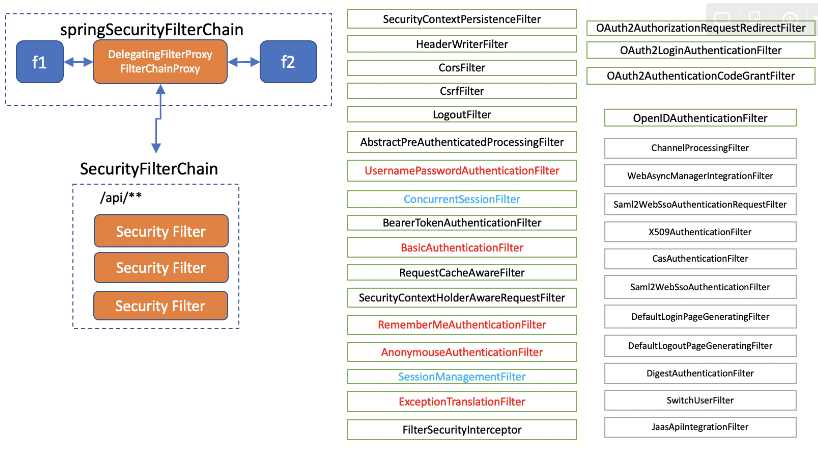 springSecurityFilterChain
f1
DelegatingFilterProxy
FilterChainProxy
f2
SecurityFilterChain
/api/**
Security Filter
Security Filter
Security Filter
SecurityContextPersistenceFilter
HeaderWriterFilter
CorsFilter
CsrfFilter
LogoutFilter
AbstractPreAuthenticatedProcessingFilter
UsernamePasswordAuthenticationFilter
ConcurrentSessionFilter
BearerTokenAuthenticationFilter
BasicAuthenticationFilter
RequestCacheAwareFilter
SecurityContextHolderAwareRequestFilter
RememberMeAuthenticationFilter
AnonymouseAuthenticationFilter
SessionManagementFilter
ExceptionTranslationFilter
FilterSecurityInterceptor
OAuth2AuthorizationRequestRedirectFilter
OAuth2LoginAuthenticationFilter
OAuth2AuthenticationCodeGrantFilter
OpenIDAuthenticationFilter
ChannelProcessingFilter
WebAsyncManagerIntegrationFilter
Saml2WebSsoAuthenticationRequestFilter
X509AuthenticationFilter
CasAuthenticationFilter
Saml2WebSsoAuthenticationFilter
DefaultLoginPageGeneratingFilter
DefaultLogoutPageGeneratingFilter
DigestAuthenticationFilter
SwitchUserFilter
JaasApiIntegrationFilter